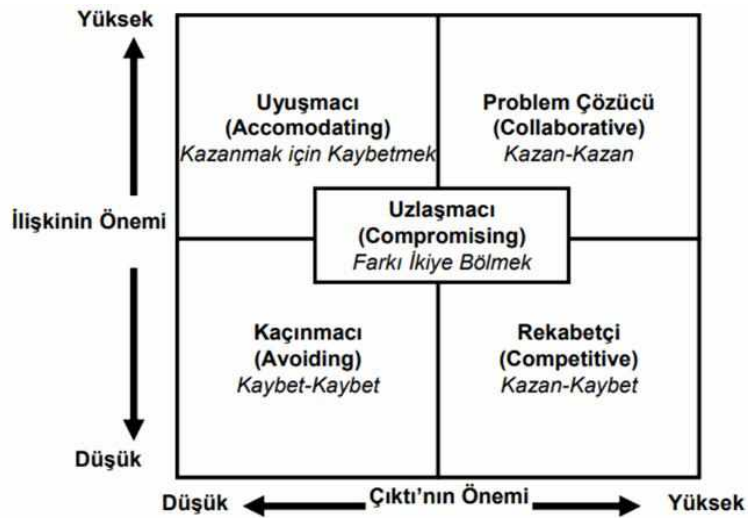 Yüksek
Uyuşmacı
(Accomodating)
Kazanmak için Kaybetmek
Problem Çözücü
(Collaborative)
Kazan-Kazan
İlişkinin Önemi
Uzlaşmacı
(Compromising)
Farkı İkiye Bölmek
Kaçınmacı
(Avoiding)
Kaybet-Kaybet
Rekabetçi
(Competitive)
Kazan-Kaybet
Düşük
Düşük
Çıktı’nın Önemi
Yüksek